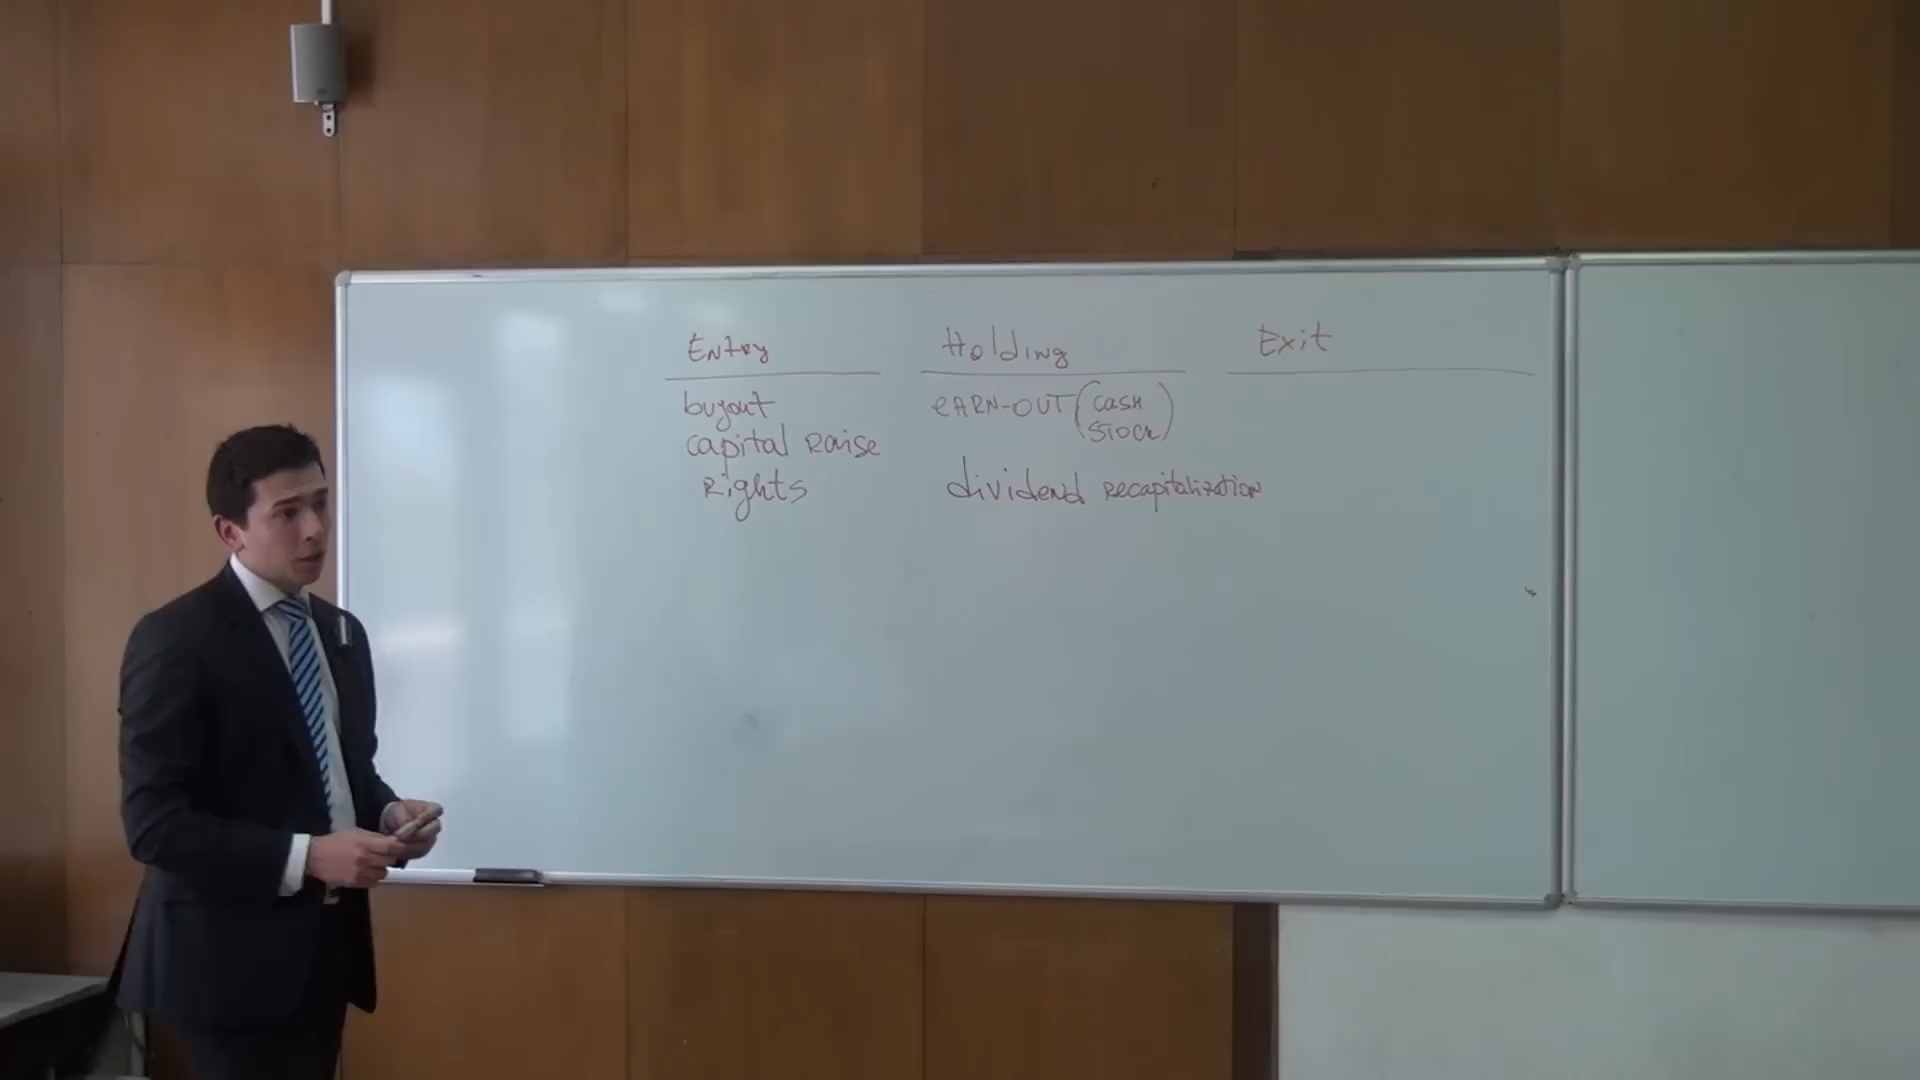 Entry
buyout
capital raise
rights
Holding
EARN-OUT (cash
stock)
dividend recapitalization
Exit